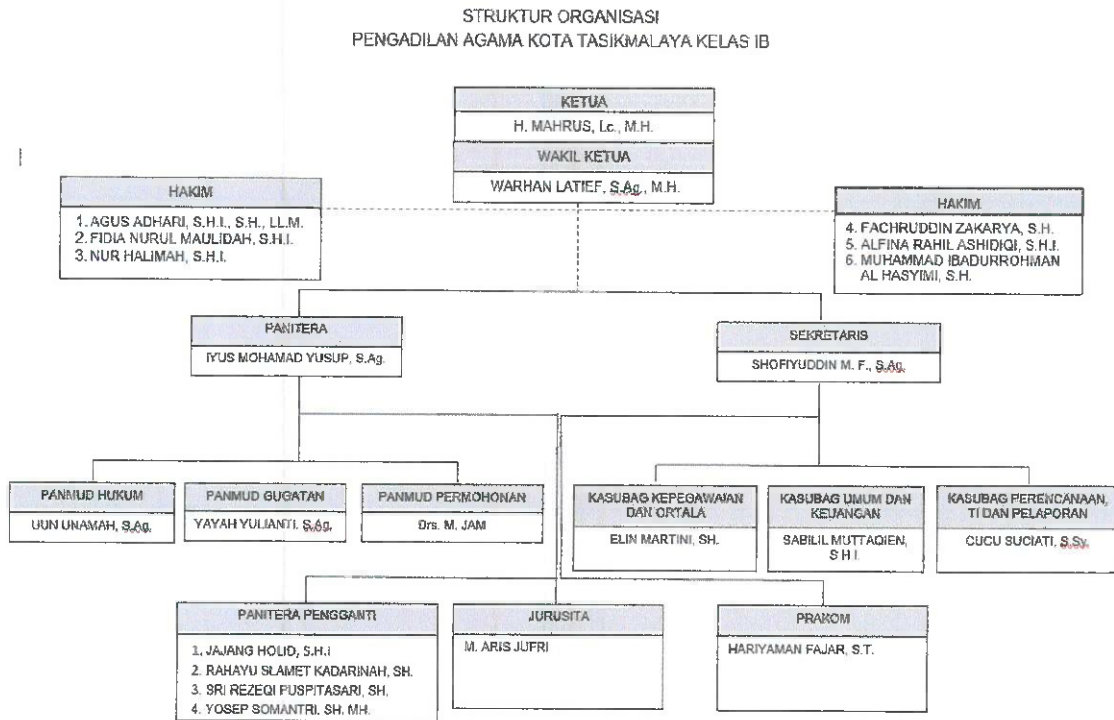 STRUKTUR ORGANISASI
PENGADILAN AGAMA KOTA TASIKMALAYA KELAS IB
KETUA
H. MAHRUS, Lc., M.H.
WAKIL KETUA
WARHAN LATIEF, S.Ag., M.H.
HAKIM
1. AGUS ADHARI, S.H.I., S.H., LL.M.
2. FIDIA NURUL MAULIDAH, S.H.I.
3. NUR HALIMAH, S.H.I.
HAKIM
4. FACHRUDDIN ZAKARYA, S.H.
5. ALFINA RAHIL ASHIDIQI, S.H.I.
6. MUHAMMAD IBADURROHMAN
AL HASYIMI, S.H.
PANITERA
IYUS MOHAMAD YUSUP, S.Ag.
SEKRETARIS
SHOFIYUDDIN M. F., S.Ag.
PANMUD HUKUM
UUN UNAMAH, S.Ag.
PANMUD GUGATAN
YAYAH YULIANTI, S.Ag.
PANMUD PERMOHONAN
Drs. M. JAM
KASUBAG KEPEGAWAIAN
DAN ORTALA
ELIN MARTINI, SH.
KASUBAG UMUM DAN
KEUANGAN
SABILIL MUTTAQIEN,
S.H.I.
KASUBAG PERENCANAAN,
TI DAN PELAPORAN
CUCU SUCIATI, S.Sy.
PANITERA PENGGANTI
1. JAJANG HOLID, S.H.I
2. RAHAYU SLAMET KADARINAH, SH.
3. SRI REZEQI PUSPITASARI, SH.
4. YOSEP SOMANTRI, SH. MH.
JURUSITA
M. ARIS JUFRI
PRAKOM
HARIYAMAN FAJAR, S.T.